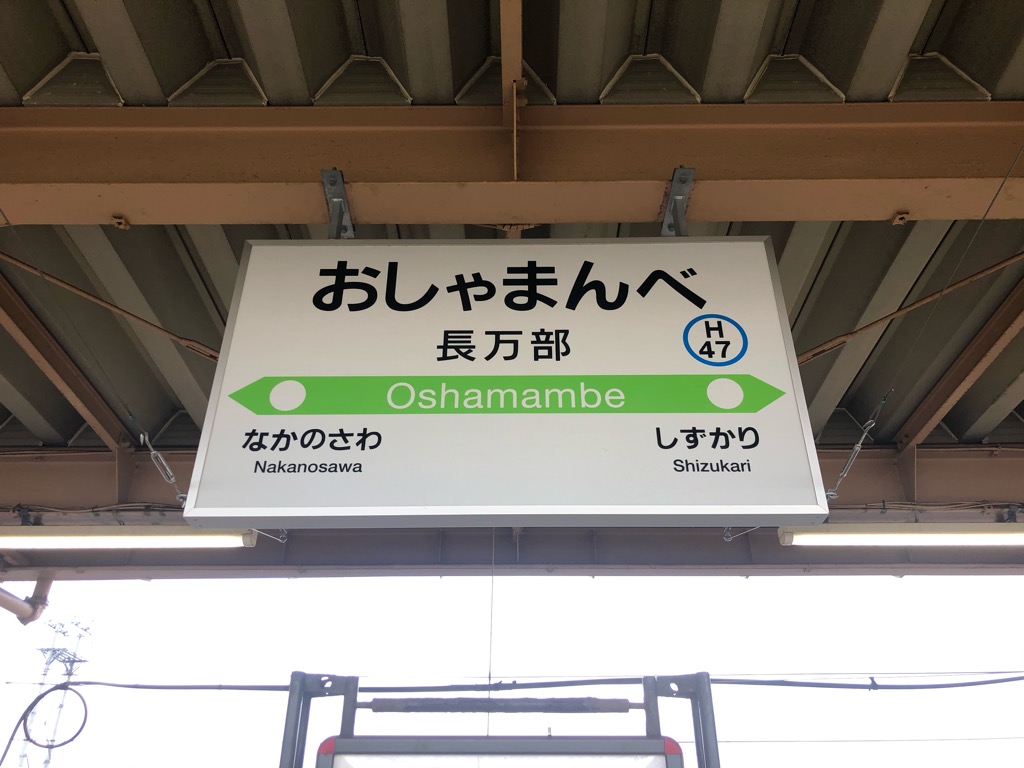 おしゃまんべ
長万部
H
47
Oshamambe
なかのさわ
Nakanosawa
しずかり
Shizukari